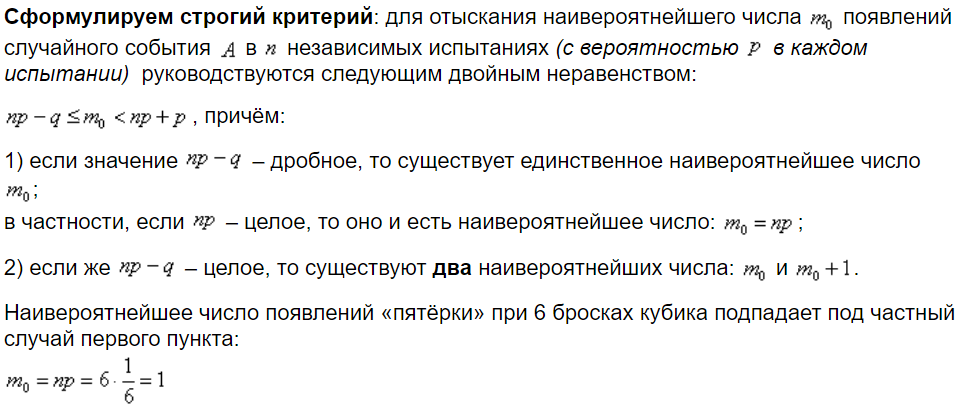 Сформулируем строгий критерий: для отыскания наивероятнейшего числа m₀ появлений
случайного события A в n независимых испытаниях (с вероятностью p в каждом
испытании) руководствуются следующим двойным неравенством:
np − q ≤ m₀ < np + p , причём:
1) если значение np − q – дробное, то существует единственное наивероятнейшее число
m₀ ;
в частности, если np – целое, то оно и есть наивероятнейшее число: m₀ = np ;
2) если же np − q – целое, то существуют два наивероятнейших числа: m₀ и m₀ + 1.
Наивероятнейшее число появлений «пятёрки» при 6 бросках кубика подпадает под частный
случай первого пункта:
m₀ = np = 6 · 1/6 = 1